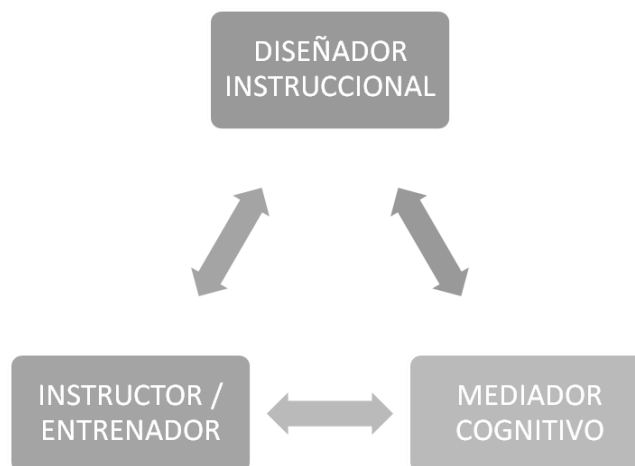 DISEÑADOR
INSTRUCCIONAL
INSTRUCTOR /
ENTRENADOR
MEDIADOR
COGNITIVO